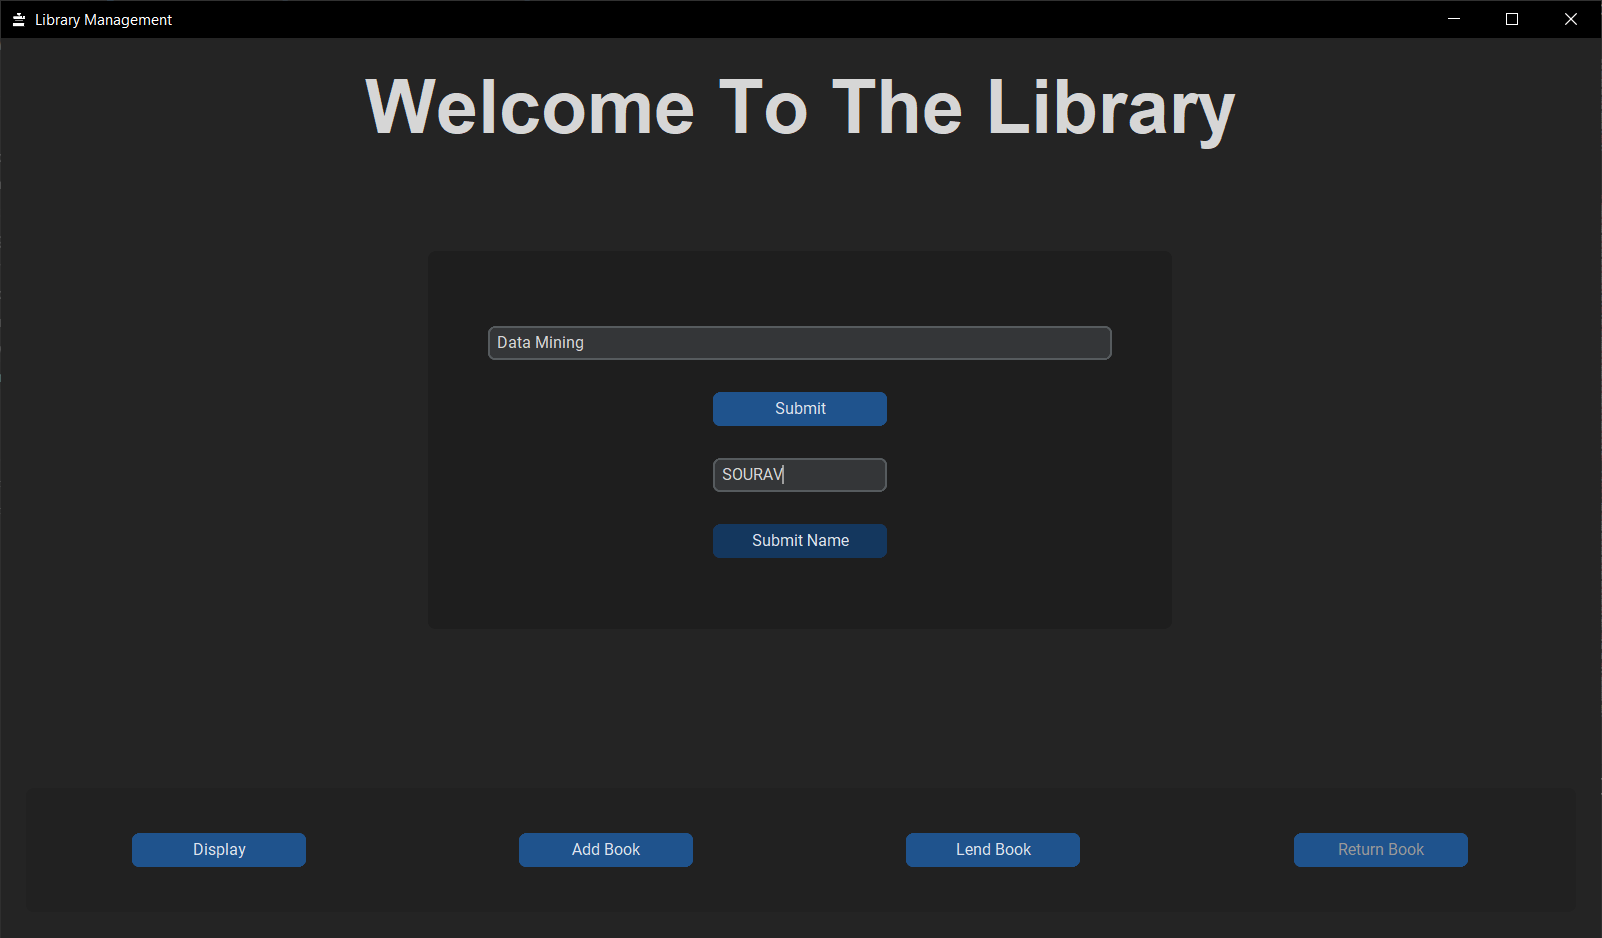 Library Management
Welcome To The Library
Data Mining
Submit
SOURAV
Submit Name
Display
Add Book
Lend Book
Return Book